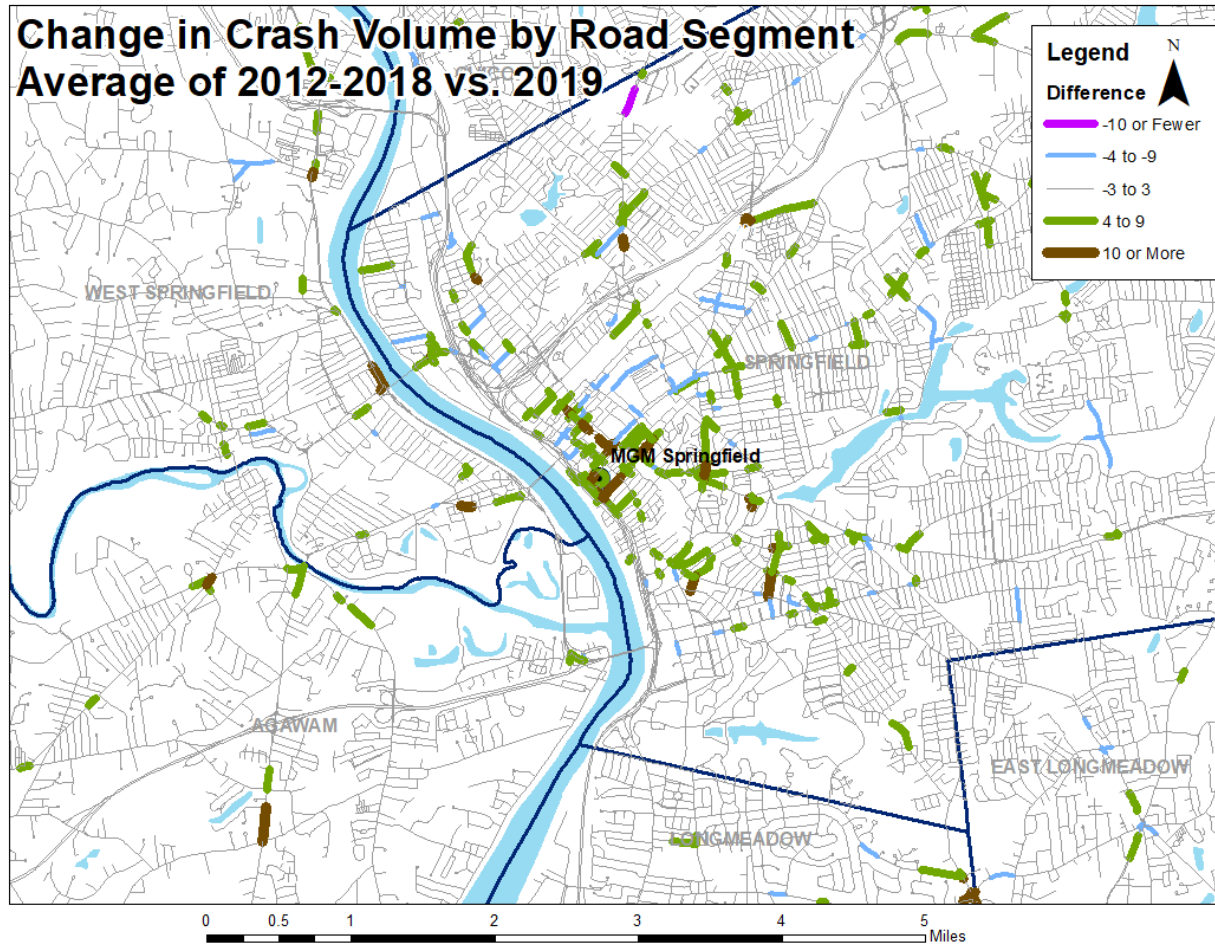 Change in Crash Volume by Road Segment
Average of 2012-2018 vs. 2019
Legend
N
Difference
-10 or Fewer
-4 to -9
-3 to 3
4 to 9
10 or More
WEST SPRINGFIELD
SPRINGFIELD
MGM Springfield
AGAWAM
EAST LONGMEADOW
LONGMEADOW
0 0.5 1 2 3 4 5
Miles